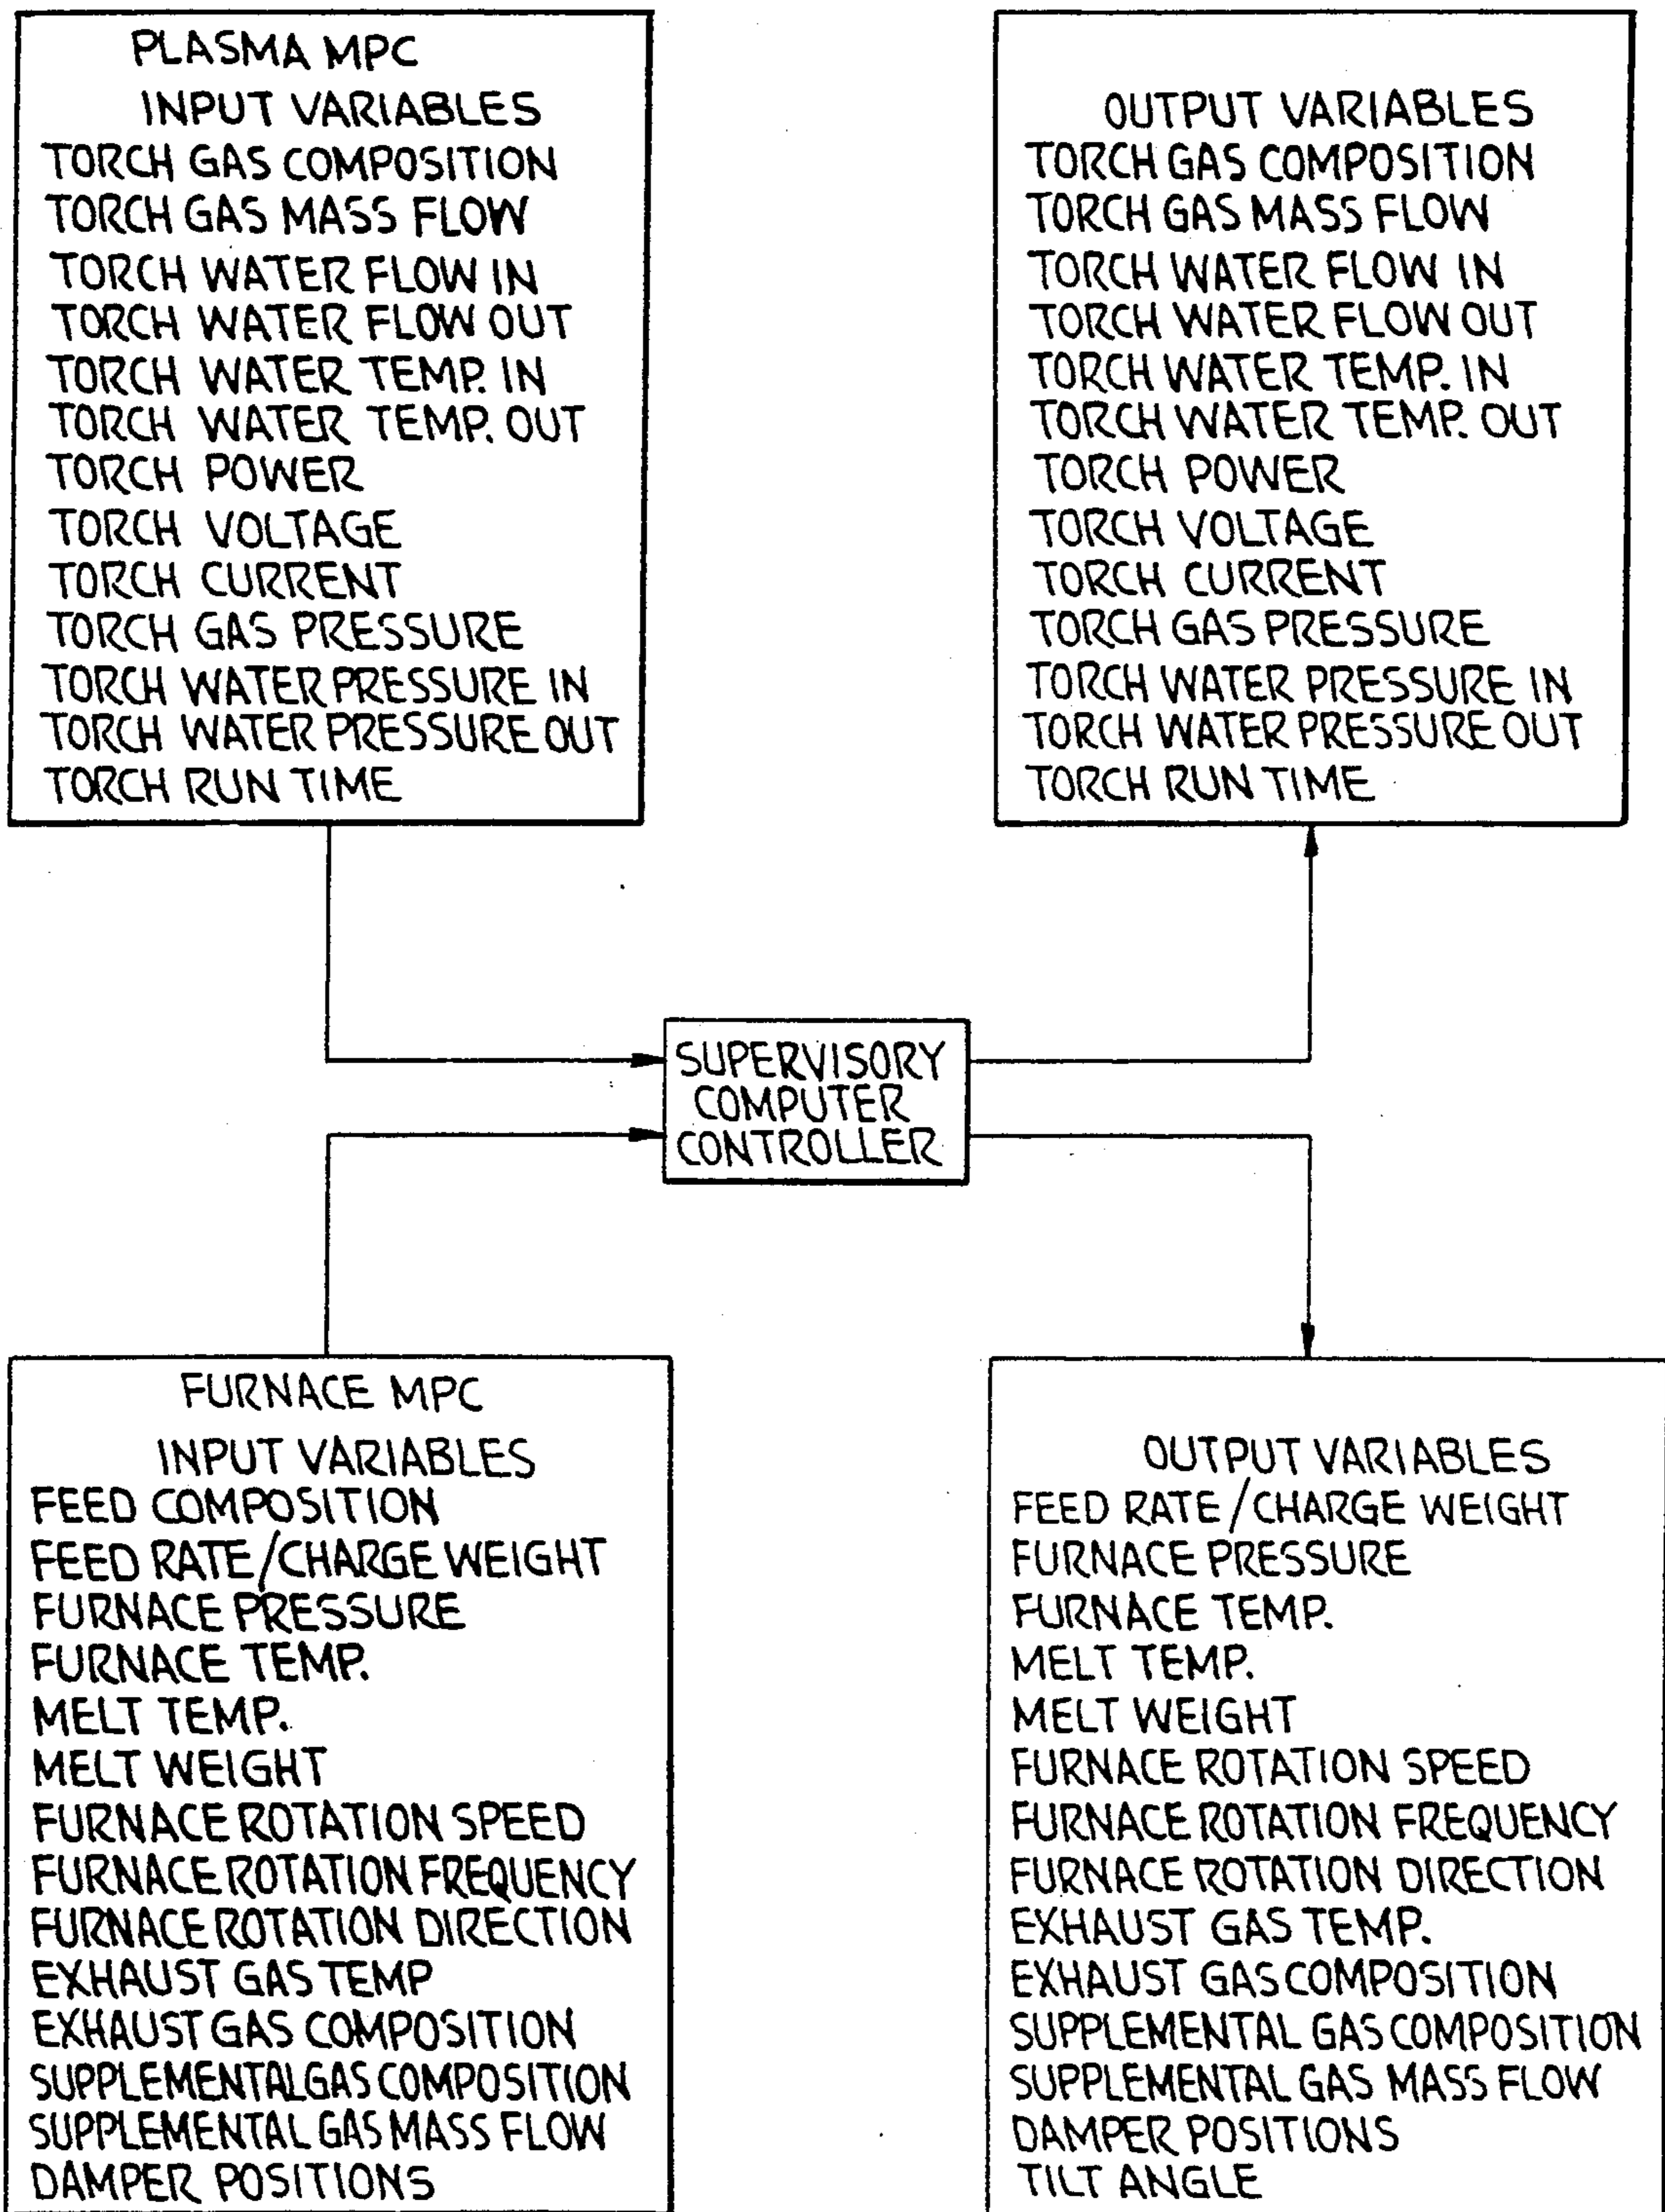 PLASMA MPC
INPUT VARIABLES
TORCH GAS COMPOSITION
TORCH GAS MASS FLOW
TORCH WATER FLOW IN
TORCH WATER FLOW OUT
TORCH WATER TEMP. IN
TORCH WATER TEMP. OUT
TORCH POWER
TORCH VOLTAGE
TORCH CURRENT
TORCH GAS PRESSURE
TORCH WATER PRESSURE IN
TORCH WATER PRESSURE OUT
TORCH RUN TIME
OUTPUT VARIABLES
TORCH GAS COMPOSITION
TORCH GAS MASS FLOW
TORCH WATER FLOW IN
TORCH WATER FLOW OUT
TORCH WATER TEMP. IN
TORCH WATER TEMP. OUT
TORCH POWER
TORCH VOLTAGE
TORCH CURRENT
TORCH GAS PRESSURE
TORCH WATER PRESSURE IN
TORCH WATER PRESSURE OUT
TORCH RUN TIME
SUPERVISORY
COMPUTER
CONTROLLER
FURNACE MPC
INPUT VARIABLES
FEED COMPOSITION
FEED RATE/CHARGE WEIGHT
FURNACE PRESSURE
FURNACE TEMP.
MELT TEMP.
MELT WEIGHT
FURNACE ROTATION SPEED
FURNACE ROTATION FREQUENCY
FURNACE ROTATION DIRECTION
EXHAUST GAS TEMP
EXHAUST GAS COMPOSITION
SUPPLEMENTAL GAS COMPOSITION
SUPPLEMENTAL GAS MASS FLOW
DAMPER POSITIONS
OUTPUT VARIABLES
FEED RATE/CHARGE WEIGHT
FURNACE PRESSURE
FURNACE TEMP.
MELT TEMP.
MELT WEIGHT
FURNACE ROTATION SPEED
FURNACE ROTATION FREQUENCY
FURNACE ROTATION DIRECTION
EXHAUST GAS TEMP.
EXHAUST GAS COMPOSITION
SUPPLEMENTAL GAS COMPOSITION
SUPPLEMENTAL GAS MASS FLOW
DAMPER POSITIONS
TILT ANGLE